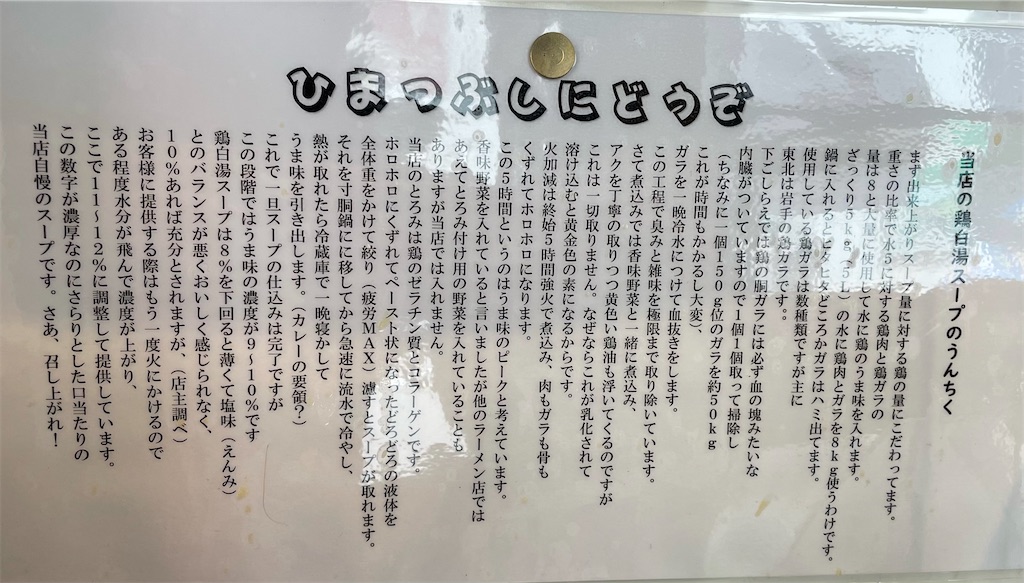 ひまつぶしにどうぞ
当店の鶏白湯スープのうんちく
まず出来上がりスープ量に対する鶏の量にこだわってます。
重さの比率で水5に対する鶏肉と鶏ガラの
量は8と大量に使用して水に鶏のうま味を入れます。
ざっくり5kg（5L）の水に鶏肉とガラを8kg使うわけです。
鍋に入れるとヒタヒタどころかガラはハミ出てます。
使用している鶏ガラは数種類ですが主に
東北は岩手の鶏ガラです。
下ごしらえでは鶏の胴ガラには必ず血の塊みたいな
内臓がついていますので1個1個取って掃除し
（ちなみに一個150g位のガラを約50kg
これが時間もかかるし大変）、
ガラを一晩冷水につけて血抜きをします。
この工程で臭みと雑味を極限まで取り除いています。
さて煮込みでは香味野菜と一緒に煮込み、
アクを丁寧の取りつつ黄色い鶏油も浮いてくるのですが
これは一切取りません。なぜならこれが乳化されて
溶け込むと黄金色の素になるからです。
火加減は終始5時間強火で煮込み、肉もガラも骨も
くずれてホロホロになります。
この5時間というのはうま味のピークと考えています。
香味野菜を入れていると言いましたが他のラーメン店では
あえてとろみ付け用の野菜を入れていることも
ありますが当店では入れません。
当店のとろみは鶏のゼラチン質とコラーゲンです。
ホロホロにくずれてペースト状になったどろどろの液体を
全体重をかけて絞り（疲労MAX）濾すとスープが取れます。
それを寸胴鍋にに移してから急速に流水で冷やし、
熱が取れたら冷蔵庫で一晩寝かして
うま味を引き出します。（カレーの要領？）
これで一旦スープの仕込みは完了ですが
この段階ではうま味の濃度が9～10％です
鶏白湯スープは8％を下回ると薄くて塩味（えんみ）
とのバランスが悪くおいしく感じられなく、
10％あれば充分とされますが、（店主調べ）
お客様に提供する際はもう一度火にかけるので
ある程度水分が飛んで濃度が上がり、
ここで11～12％に調整して提供しています。
この数字が濃厚なのにさらりとした口当たりの
当店自慢のスープです。さあ、召し上がれ！